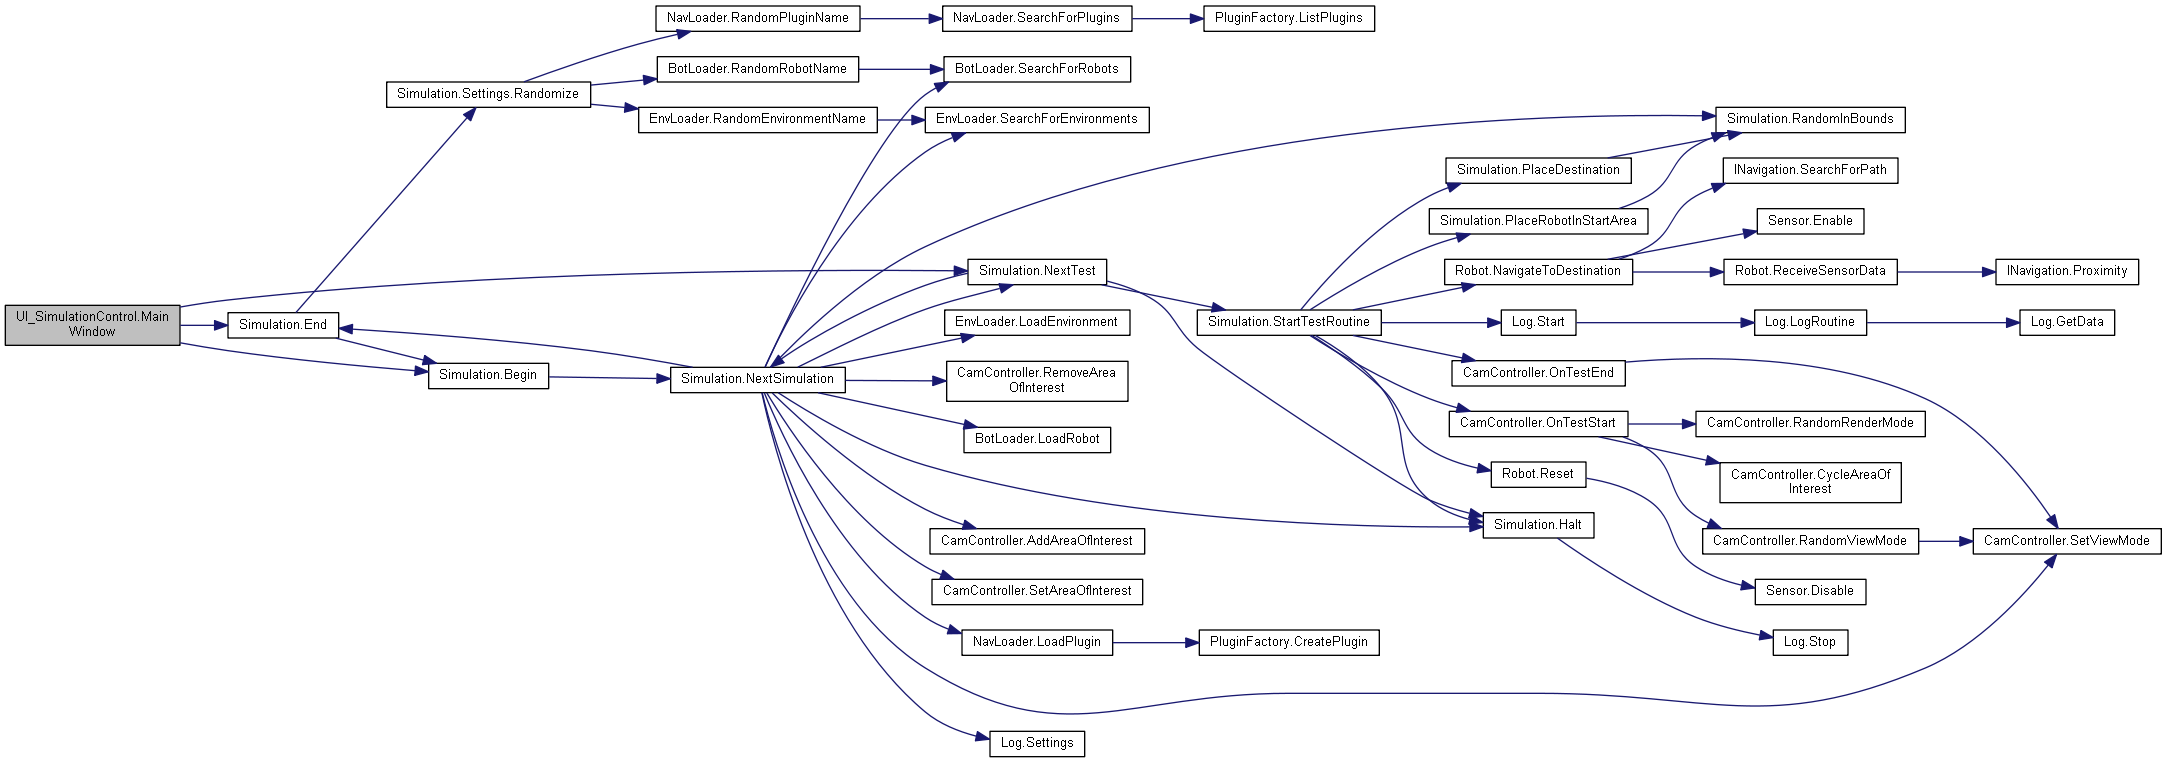 NavLoader.RandomPluginName
NavLoader.SearchForPlugins
PluginFactory.ListPlugins
BotLoader.RandomRobotName
BotLoader.SearchForRobots
Simulation.Settings.Randomize
EnvLoader.RandomEnvironmentName
EnvLoader.SearchForEnvironments
Simulation.RandomInBounds
Simulation.PlaceDestination
INavigation.SearchForPath
Simulation.PlaceRobotInStartArea
Sensor.Enable
Simulation.NextTest
Robot.NavigateToDestination
Robot.ReceiveSensorData
INavigation.Proximity
UI_SimulationControl.Main
Window
Simulation.End
EnvLoader.LoadEnvironment
Simulation.StartTestRoutine
Log.Start
Log.LogRoutine
Log.GetData
Simulation.Begin
Simulation.NextSimulation
CamController.RemoveArea
OfInterest
CamController.OnTestEnd
BotLoader.LoadRobot
CamController.OnTestStart
CamController.RandomRenderMode
Robot.Reset
CamController.CycleAreaOf
Interest
Simulation.Halt
CamController.AddAreaOfInterest
CamController.RandomViewMode
CamController.SetViewMode
CamController.SetAreaOfInterest
Sensor.Disable
NavLoader.LoadPlugin
PluginFactory.CreatePlugin
Log.Stop
Log.Settings